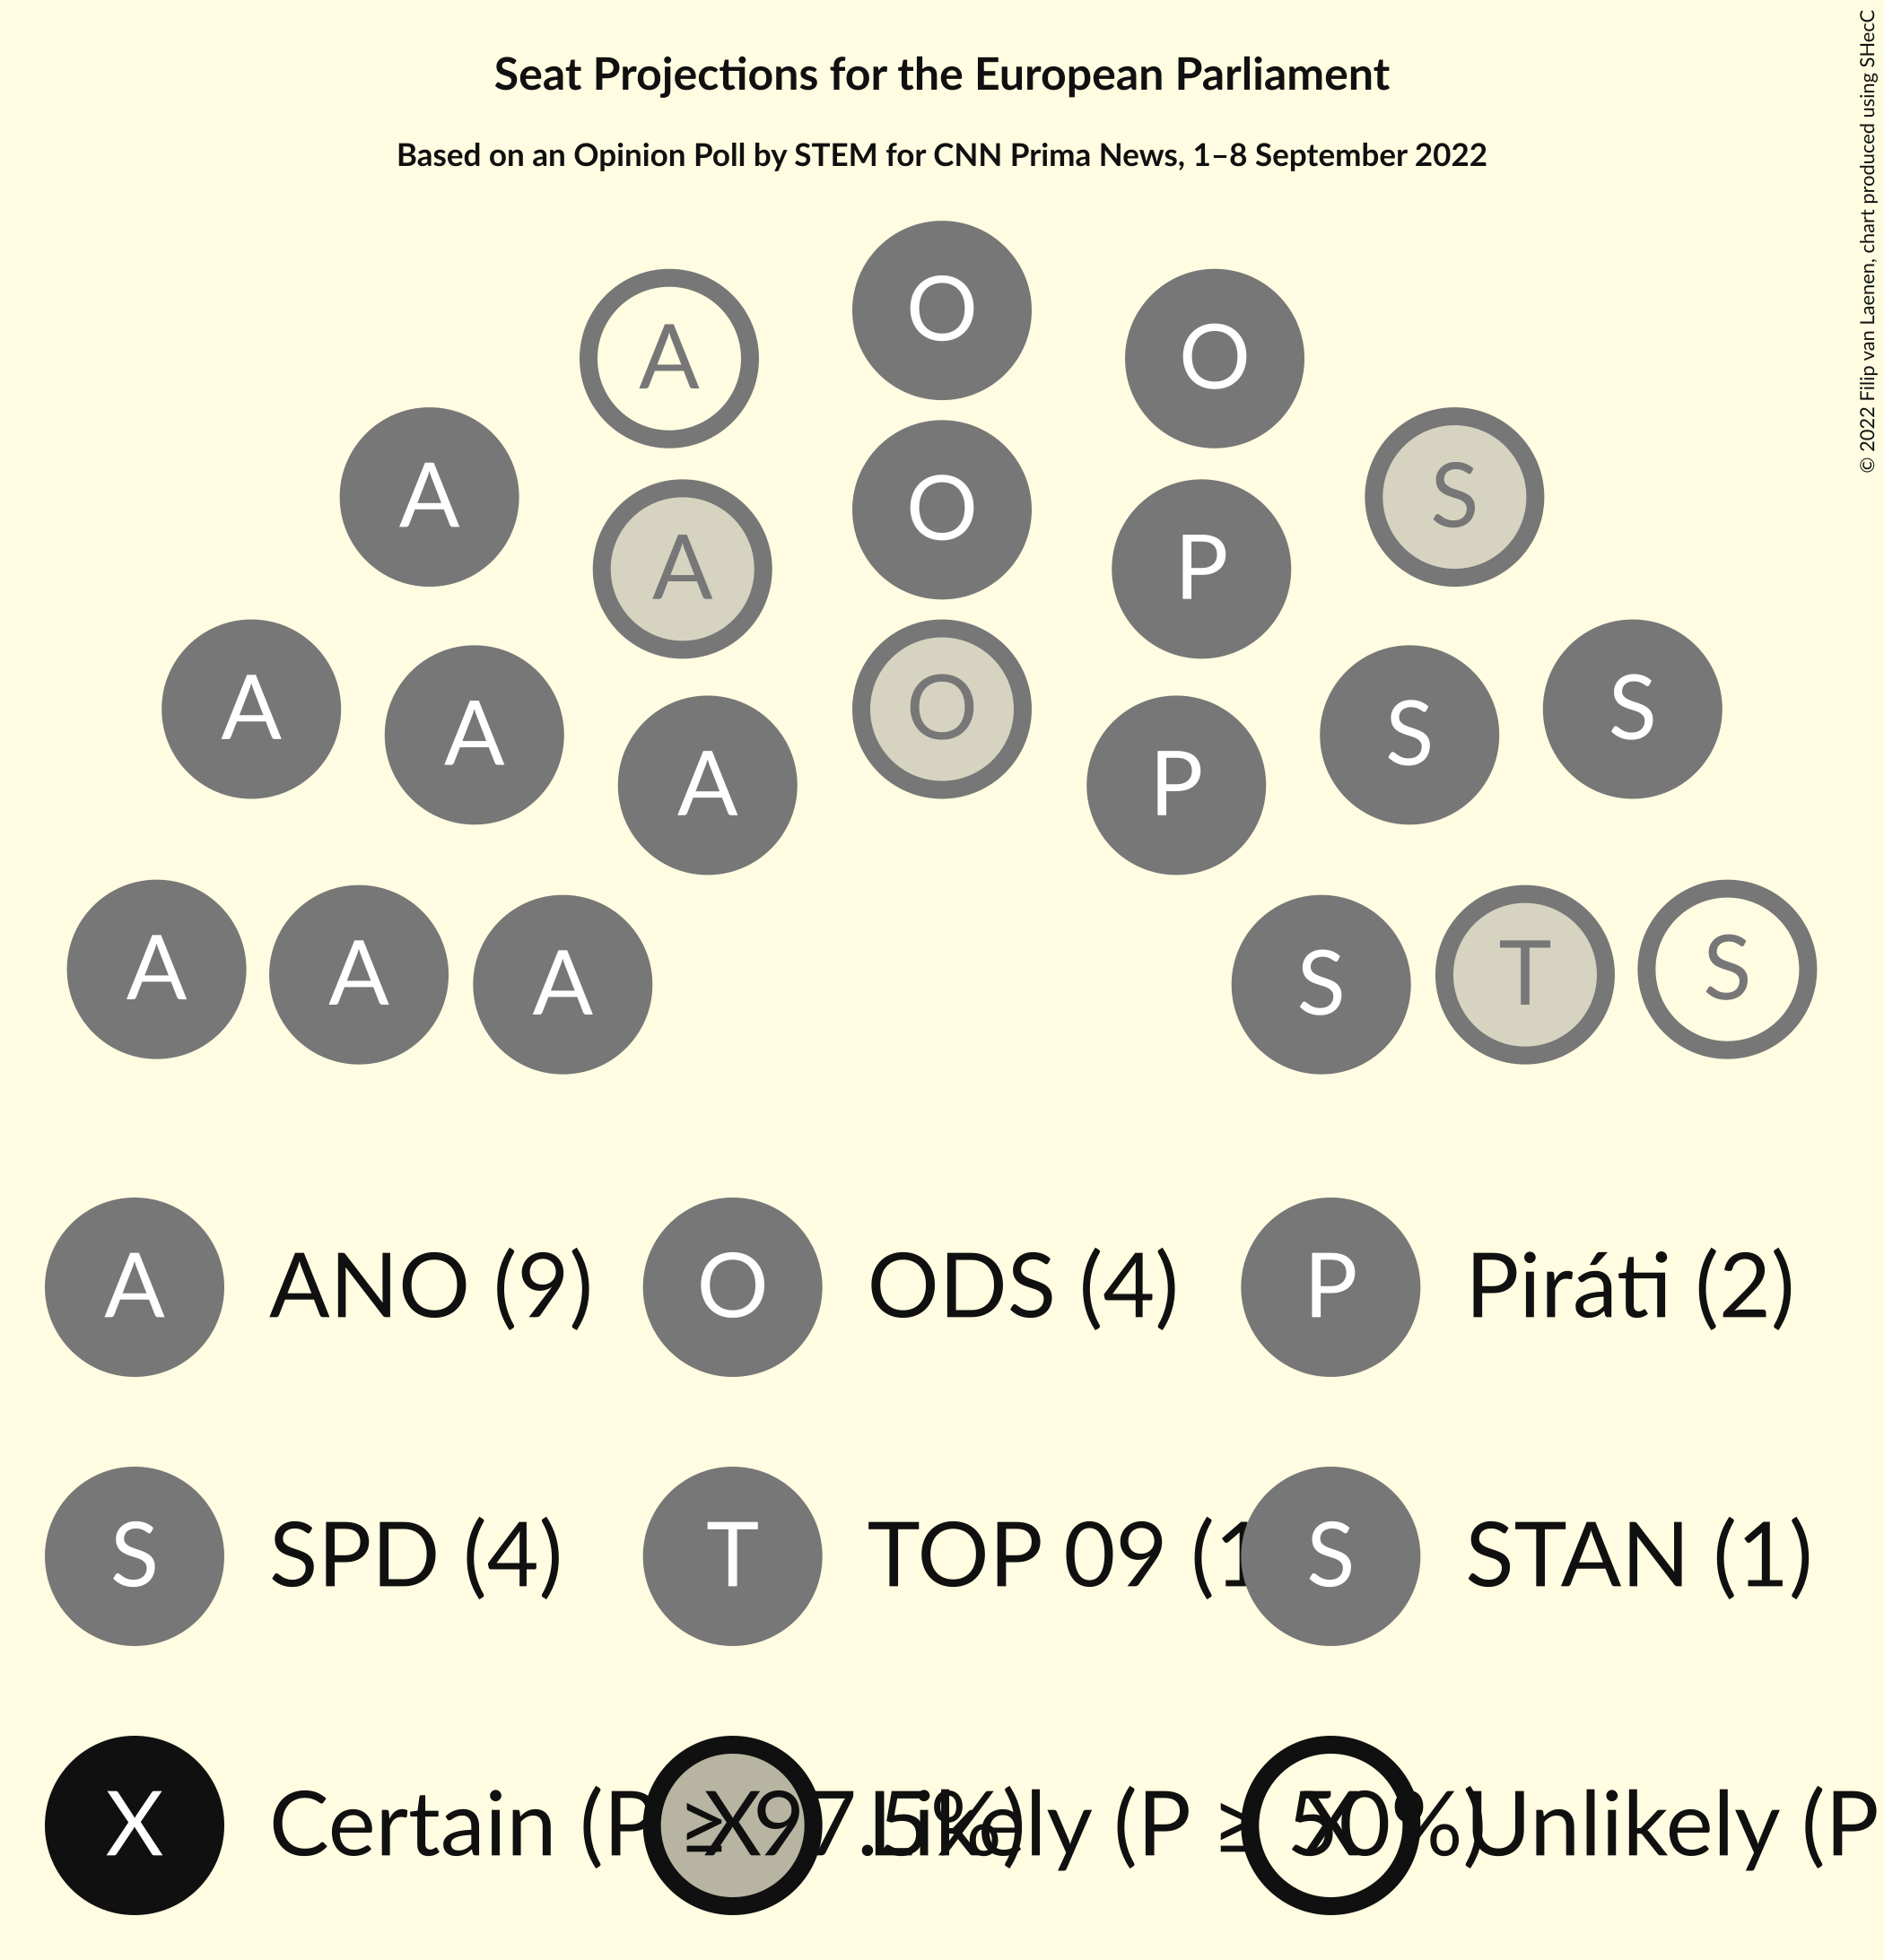 Seat Projections for the European Parliament
Based on an Opinion Poll by STEM for CNN Prima News, 1–8 September 2022
© 2022 Filip van Laenen, chart produced using SHecC
O
A O
A O S
A P
A O S
A S
A P
A A A S T S
A ANO (9) O ODS (4) P Piráti (2)
S SPD (4) T TOP 09 (1 S STAN (1)
X Certain (P ≥ 97.5%) X Likely (P ≥ 50%) X Unlikely (P